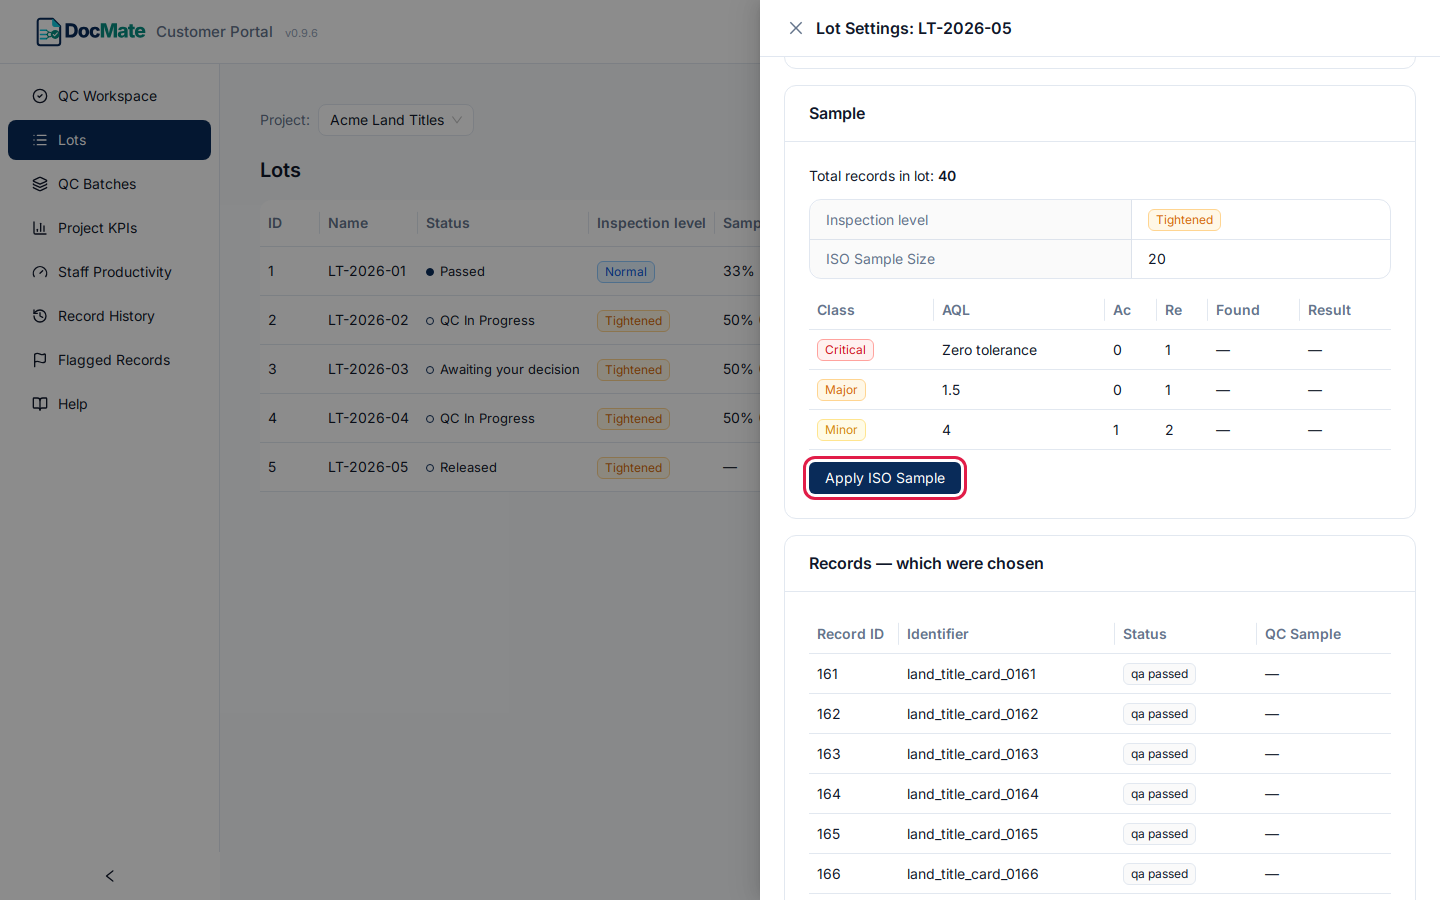 DocMate Customer Portal v0.9.6
QC Workspace
Lots
QC Batches
Project KPIs
Staff Productivity
Record History
Flagged Records
Help
Project: Acme Land Titles
Lots
ID Name Status Inspection level Samp
1 LT-2026-01 Passed Normal 33%
2 LT-2026-02 QC In Progress Tightened 50%
3 LT-2026-03 Awaiting your decision Tightened 50%
4 LT-2026-04 QC In Progress Tightened 50%
5 LT-2026-05 Released Tightened —
Lot Settings: LT-2026-05
Sample
Total records in lot: 40
Inspection level Tightened
ISO Sample Size 20
Class AQL Ac Re Found Result
Critical Zero tolerance 0 1 — —
Major 1.5 0 1 — —
Minor 4 1 2 — —
Apply ISO Sample
Records — which were chosen
Record ID Identifier Status QC Sample
161 land_title_card_0161 qa passed —
162 land_title_card_0162 qa passed —
163 land_title_card_0163 qa passed —
164 land_title_card_0164 qa passed —
165 land_title_card_0165 qa passed —
166 land_title_card_0166 qa passed —